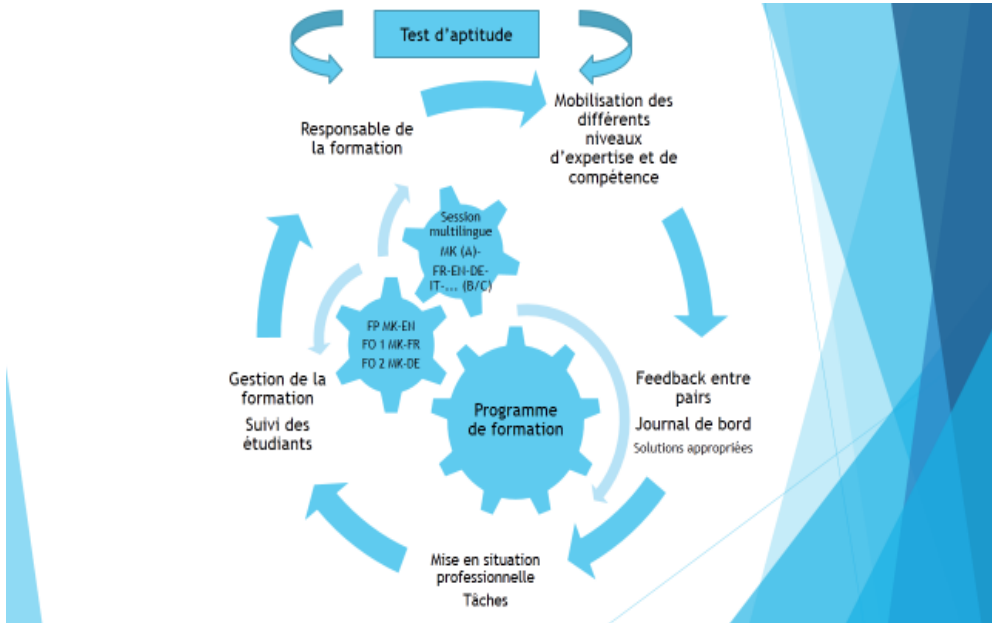 Test d'aptitude
Responsable de
la formation
Mobilisation des
différents
niveaux
d'expertise et de
compétence
Session
multilingue
MK (A)-
FR-EN-DE-
IT-... (B/C)
FP MK-EN
FO 1 MK-FR
FO 2 MK-DE
Gestion de la
formation
Suivi des
étudiants
Programme
de formation
Feedback entre
pairs
Journal de bord
Solutions appropriées
Mise en situation
professionnelle
Tâches